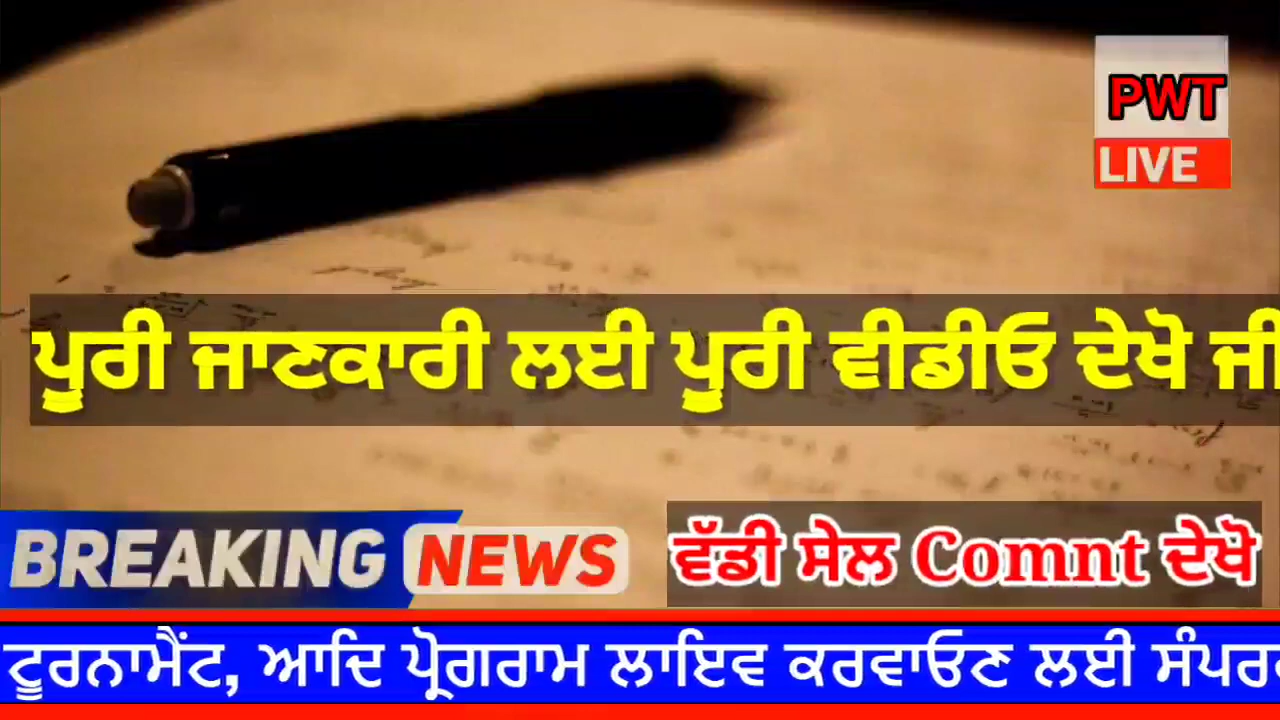 PWT
LIVE
ਪੂਰੀ ਜਾਣਕਾਰੀ ਲਈ ਪੂਰੀ ਵੀਡੀਓ ਦੇਖੋ ਜੀ
BREAKING NEWS
ਵੱਡੀ ਸੇਲ Comnt ਦੇਖੋ
ਟੂਰਨਾਮੈਂਟ, ਆਦਿ ਪ੍ਰੋਗਰਾਮ ਲਾਇਵ ਕਰਵਾਓਣ ਲਈ